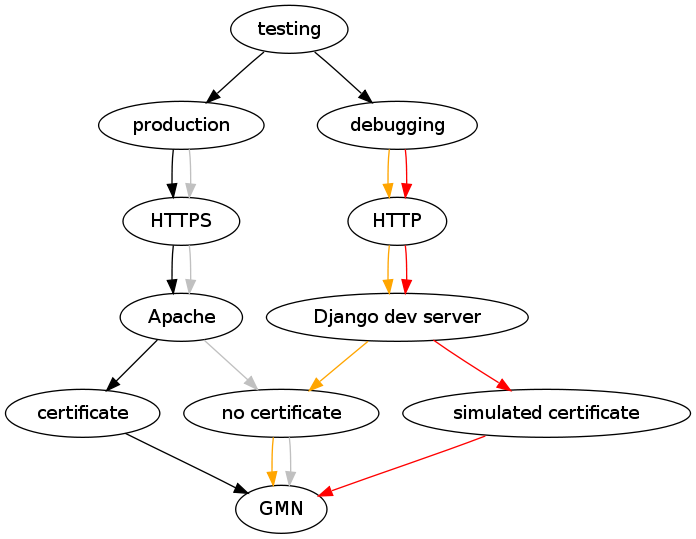 testing
production
debugging
HTTPS
HTTP
Apache
Django dev server
certificate
no certificate
simulated certificate
GMN